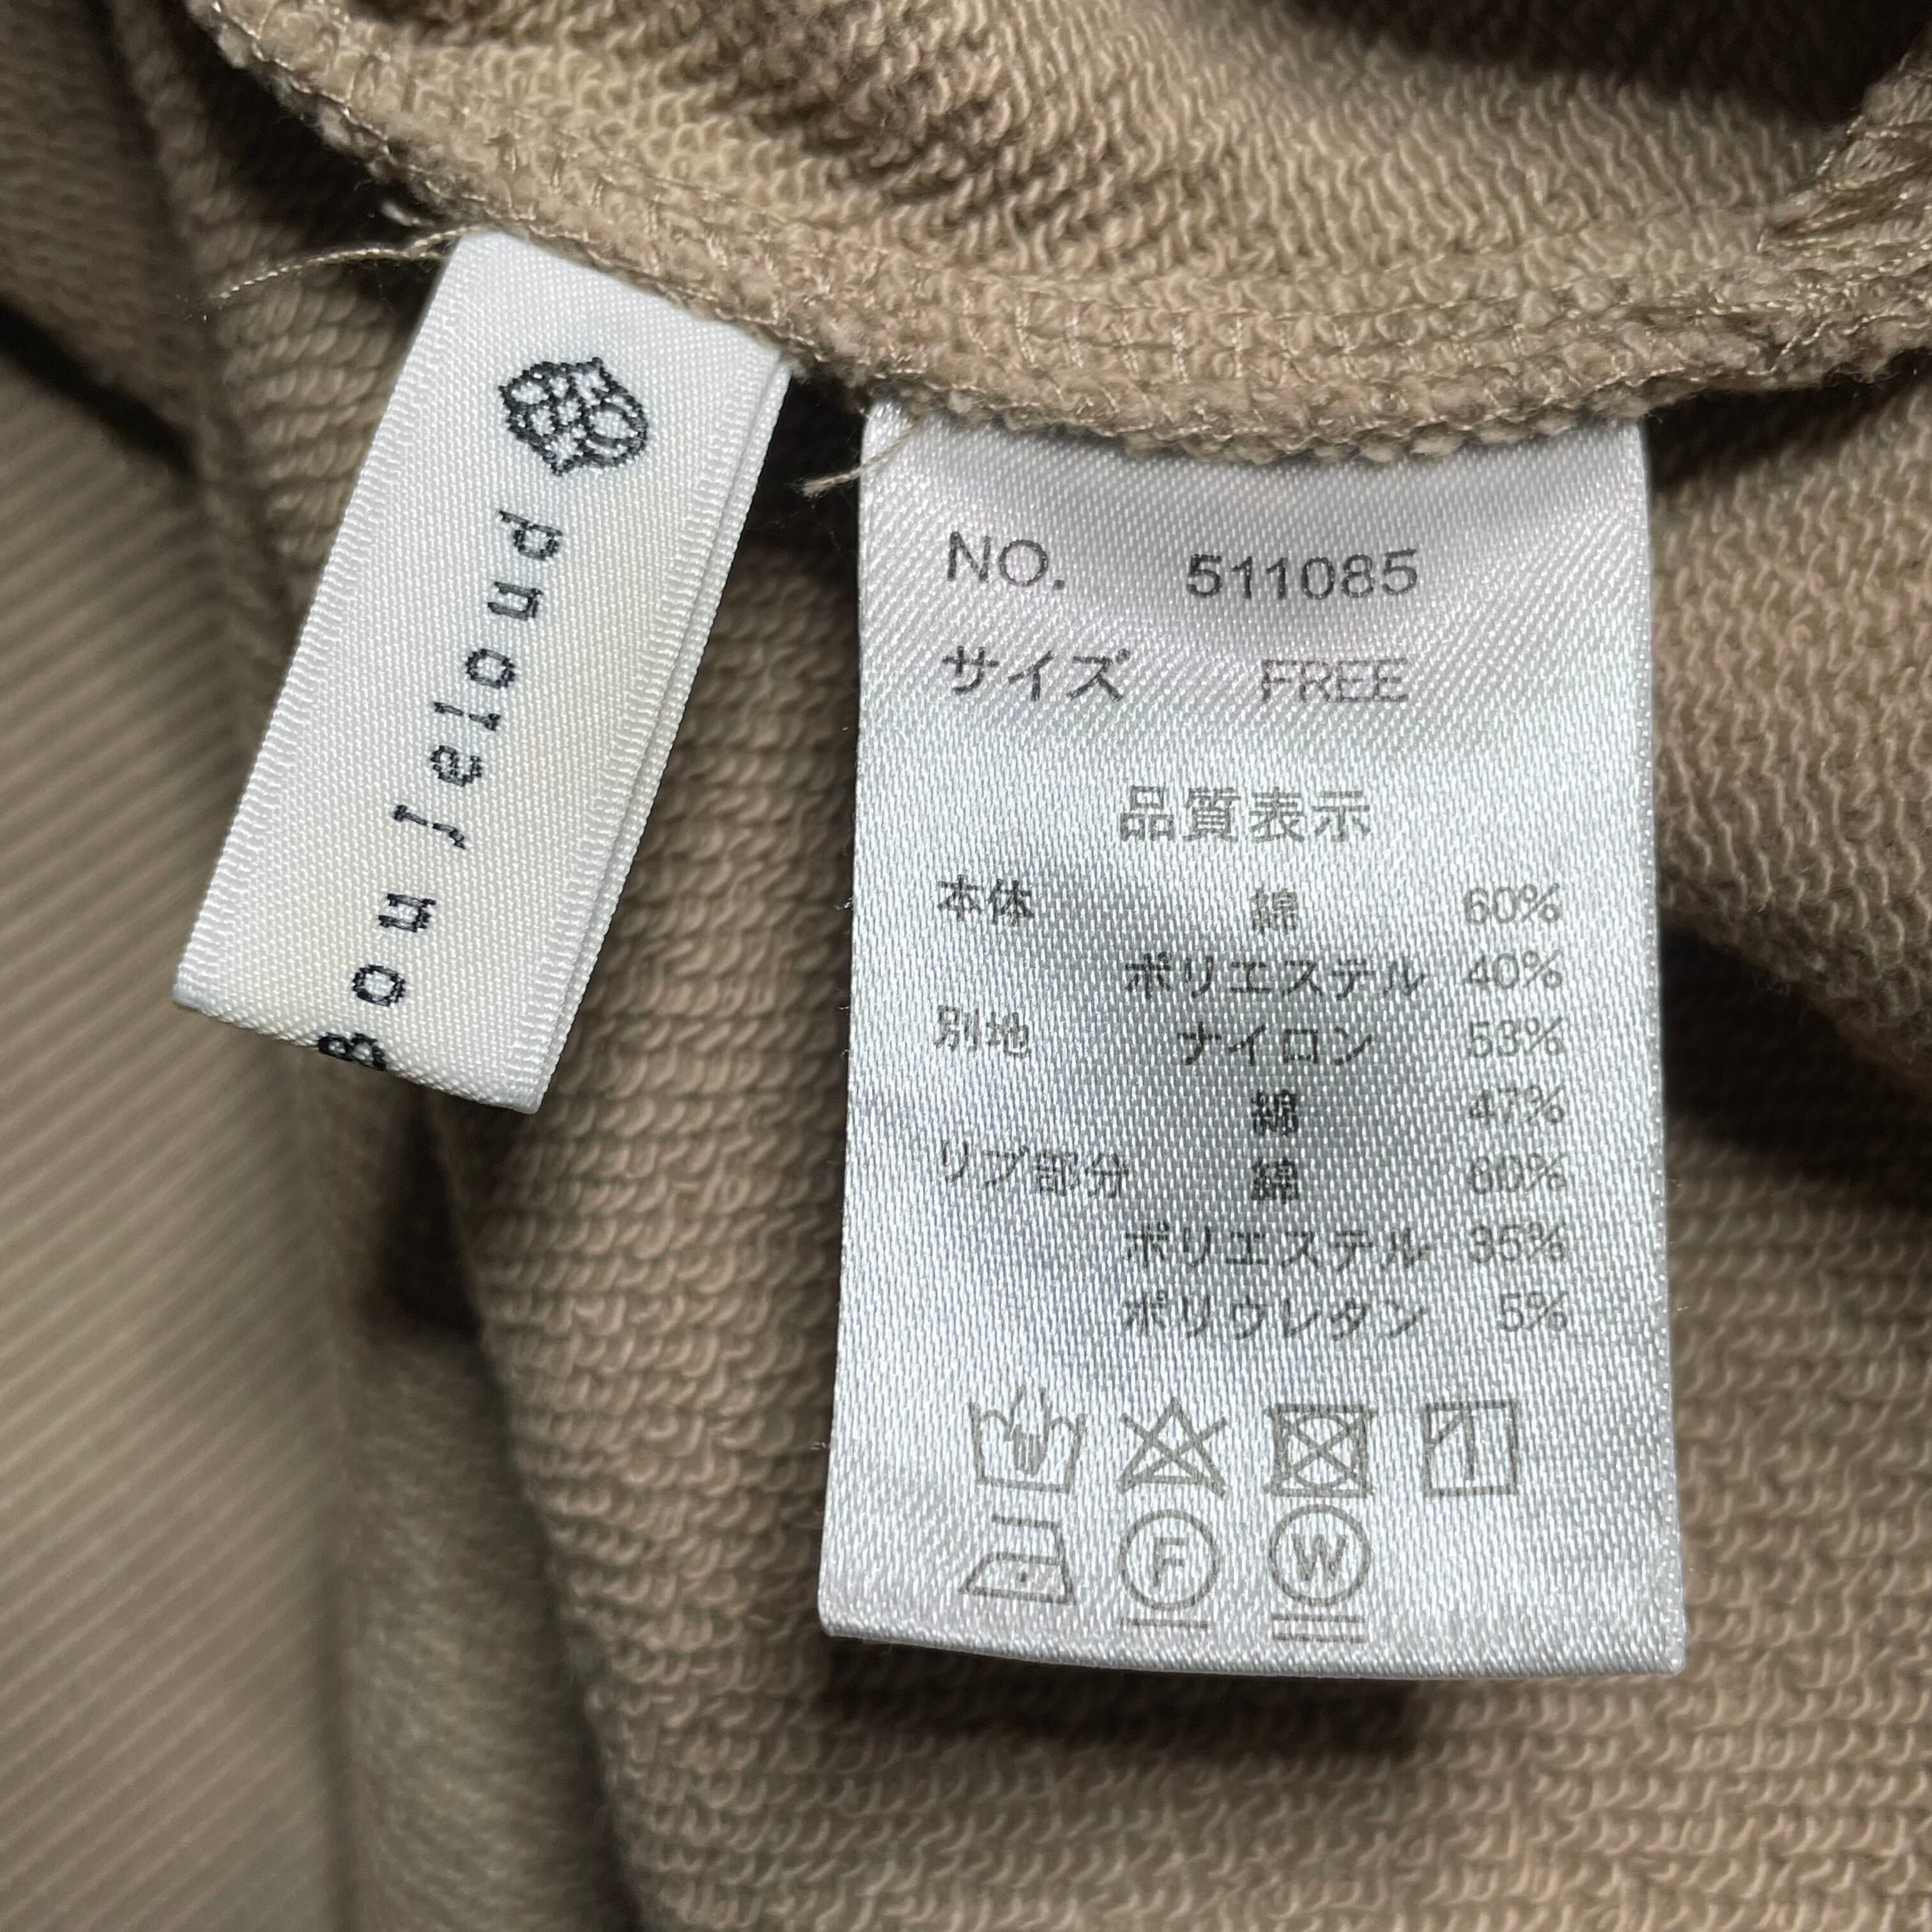 Bou Jeloud
NO. 511085
サイズ FREE
品質表示
本体 綿 60%
ポリエステル 40%
別地 ナイロン 53%
綿 47%
リブ部分 綿 60%
ポリエステル 35%
ポリウレタン 5%
F W